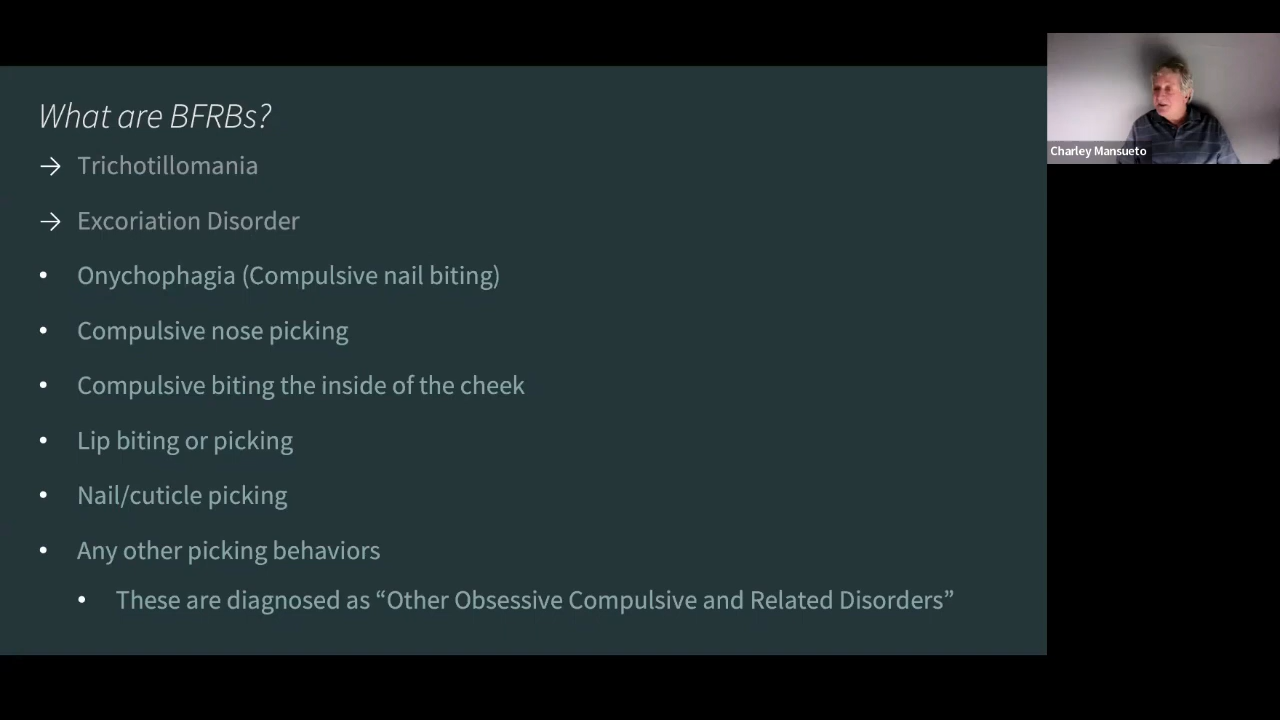 What are BFRBs?
→ Trichotillomania
→ Excoriation Disorder
• Onychophagia (Compulsive nail biting)
• Compulsive nose picking
• Compulsive biting the inside of the cheek
• Lip biting or picking
• Nail/cuticle picking
• Any other picking behaviors
• These are diagnosed as “Other Obsessive Compulsive and Related Disorders”
Charley Mansueto